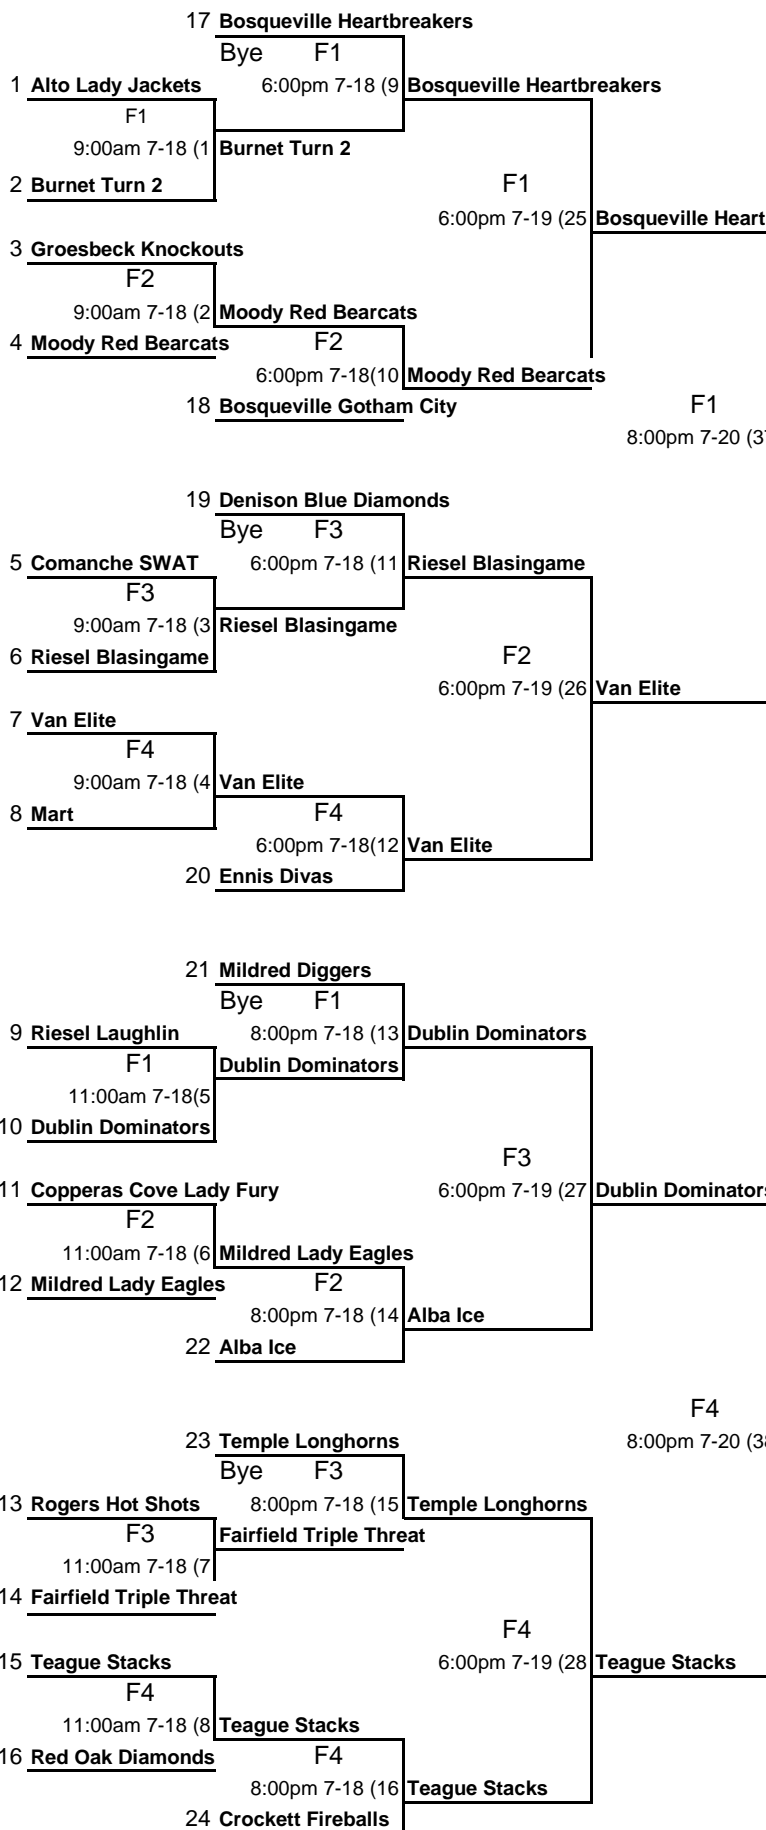 17 Bosqueville Heartbreakers
Bye F1
1 Alto Lady Jackets 6:00pm 7-18 (9 Bosqueville Heartbreakers
F1
9:00am 7-18 (1 Burnet Turn 2
2 Burnet Turn 2 F1
6:00pm 7-19 (25 Bosqueville Heart
3 Groesbeck Knockouts
F2
9:00am 7-18 (2 Moody Red Bearcats
4 Moody Red Bearcats F2
6:00pm 7-18(10 Moody Red Bearcats
18 Bosqueville Gotham City F1
8:00pm 7-20 (37
19 Denison Blue Diamonds
Bye F3
5 Comanche SWAT 6:00pm 7-18 (11 Riesel Blasingame
F3
9:00am 7-18 (3 Riesel Blasingame
6 Riesel Blasingame F2
6:00pm 7-19 (26 Van Elite
7 Van Elite
F4
9:00am 7-18 (4 Van Elite
8 Mart F4
6:00pm 7-18(12 Van Elite
20 Ennis Divas
21 Mildred Diggers
Bye F1
9 Riesel Laughlin 8:00pm 7-18 (13 Dublin Dominators
F1 Dublin Dominators
11:00am 7-18(5
10 Dublin Dominators
F3
11 Copperas Cove Lady Fury 6:00pm 7-19 (27 Dublin Dominators
F2
11:00am 7-18 (6 Mildred Lady Eagles
12 Mildred Lady Eagles F2
8:00pm 7-18 (14 Alba Ice
22 Alba Ice
F4
23 Temple Longhorns 8:00pm 7-20 (38
Bye F3
13 Rogers Hot Shots 8:00pm 7-18 (15 Temple Longhorns
F3 Fairfield Triple Threat
11:00am 7-18 (7
14 Fairfield Triple Threat
F4
15 Teague Stacks 6:00pm 7-19 (28 Teague Stacks
F4
11:00am 7-18 (8 Teague Stacks
16 Red Oak Diamonds F4
8:00pm 7-18 (16 Teague Stacks
24 Crockett Fireballs